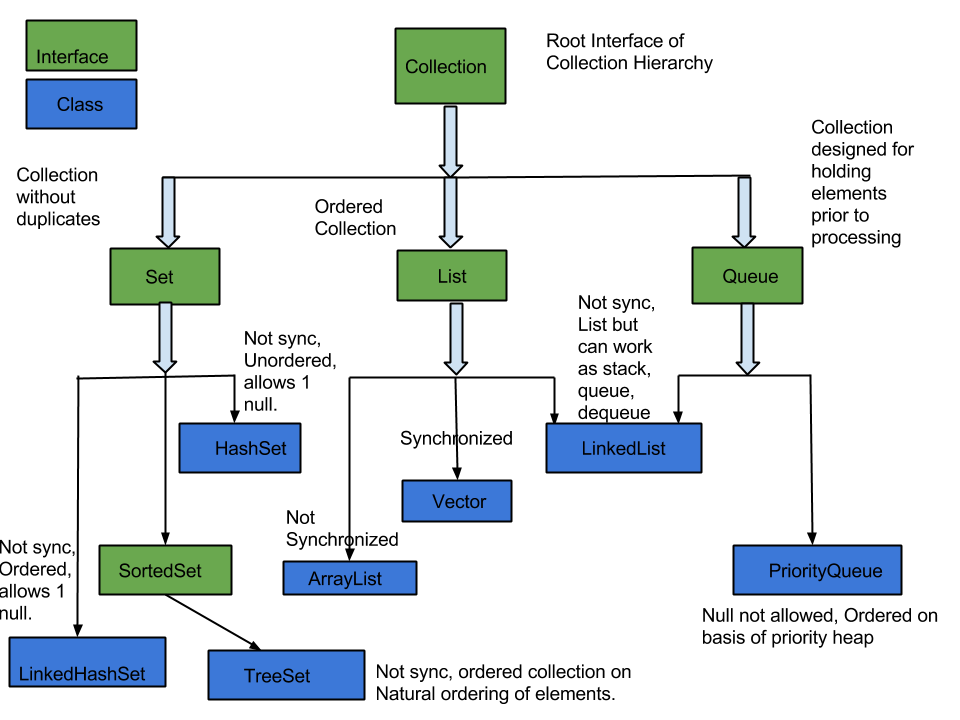 Interface
Class
Collection
Root Interface of
Collection Hierarchy
Collection
designed for
holding
elements
prior to
processing
Collection
without
duplicates
Ordered
Collection
Set
List
Queue
Not sync,
Unordered,
allows 1
null.
Not sync,
List but
can work
as stack,
queue,
dequeue
HashSet
Synchronized
LinkedList
Vector
Not
Synchronized
Not sync,
Ordered,
allows 1
null.
SortedSet
ArrayList
PriorityQueue
Null not allowed, Ordered on
basis of priority heap
LinkedHashSet
TreeSet
Not sync, ordered collection on
Natural ordering of elements.